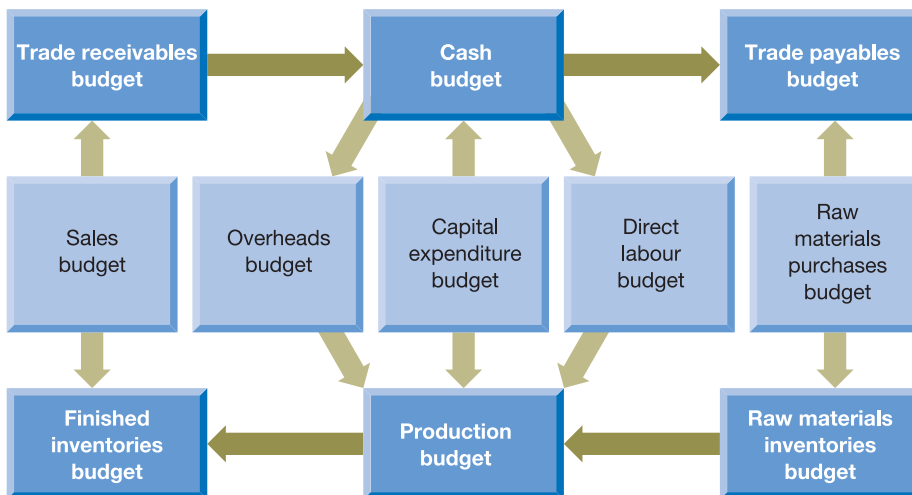 Trade receivables
budget
Cash
budget
Trade payables
budget
Sales
budget
Overheads
budget
Capital
expenditure
budget
Direct
labour
budget
Raw
materials
purchases
budget
Finished
inventories
budget
Production
budget
Raw materials
inventories
budget